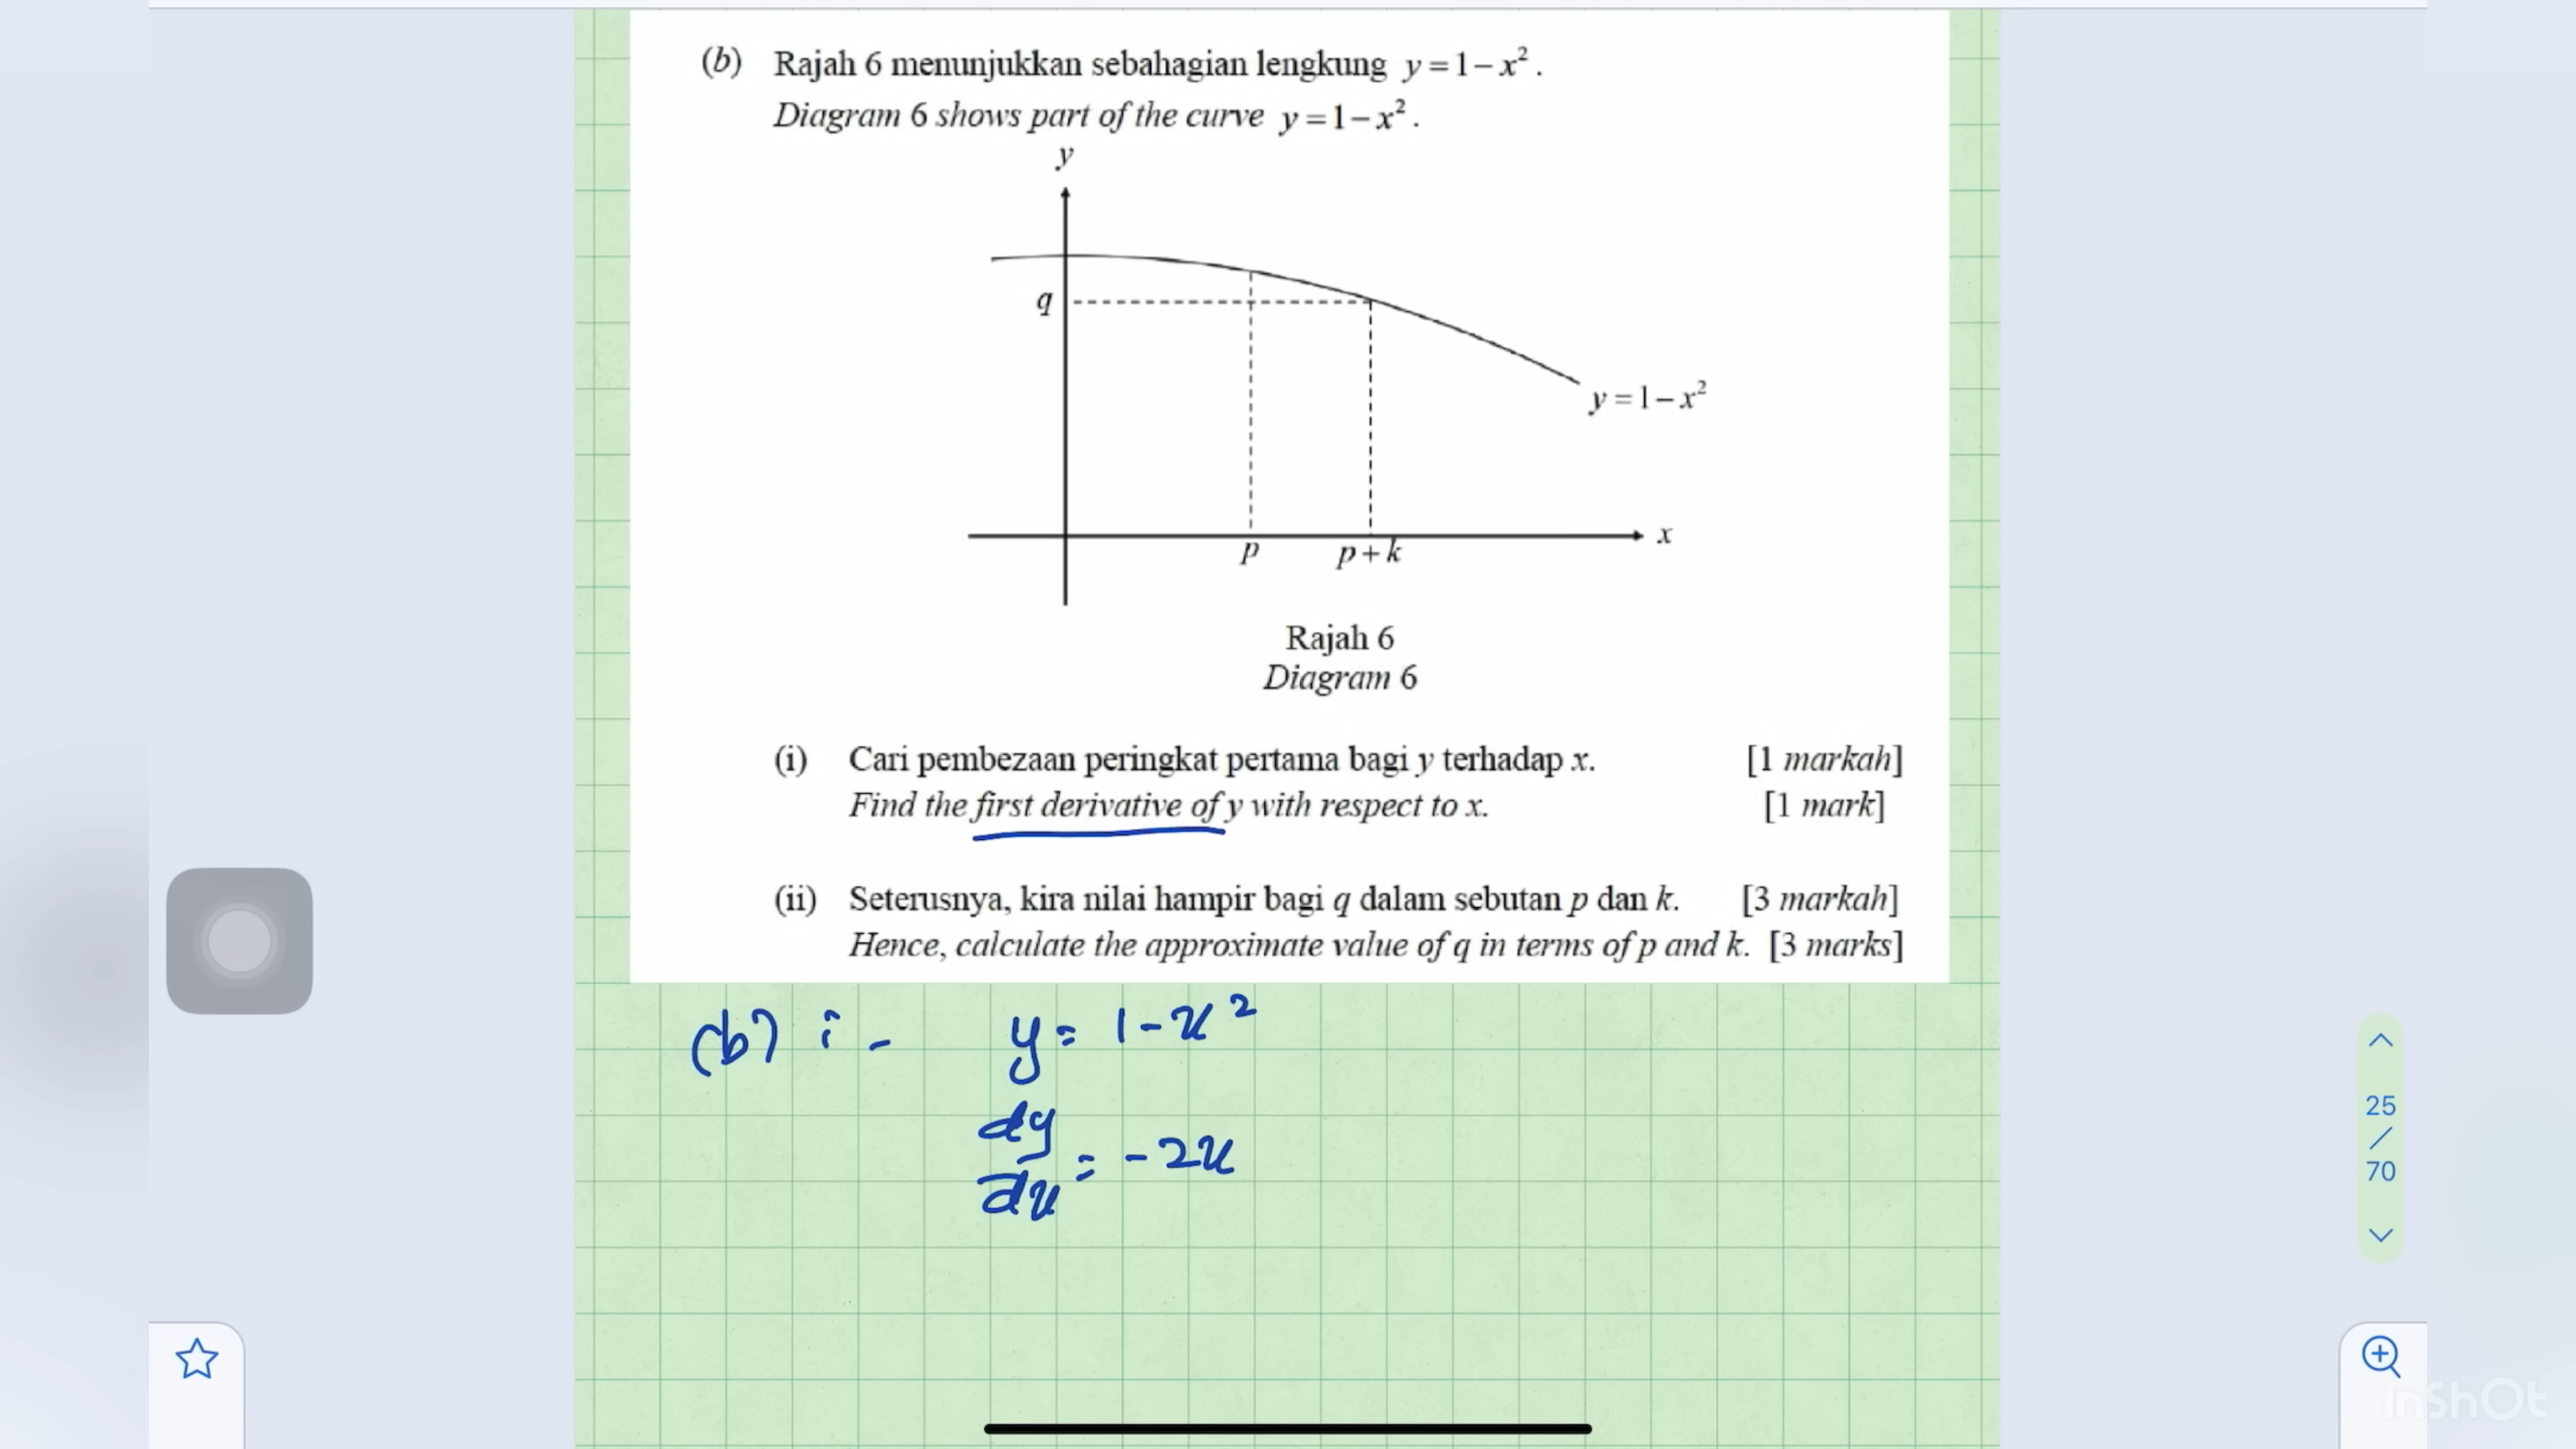 (b) Rajah 6 menunjukkan sebahagian lengkung y = 1 − x².
Diagram 6 shows part of the curve y = 1 − x².
y
q
y = 1 − x²
x
p p + k
Rajah 6
Diagram 6
(i) Cari pembezaan peringkat pertama bagi y terhadap x. [1 markah]
Find the first derivative of y with respect to x. [1 mark]
(ii) Seterusnya, kira nilai hampir bagi q dalam sebutan p dan k. [3 markah]
Hence, calculate the approximate value of q in terms of p and k. [3 marks]
(b) i - y = 1 - x²
dy/dx = -2x
25
/
70
InShOt